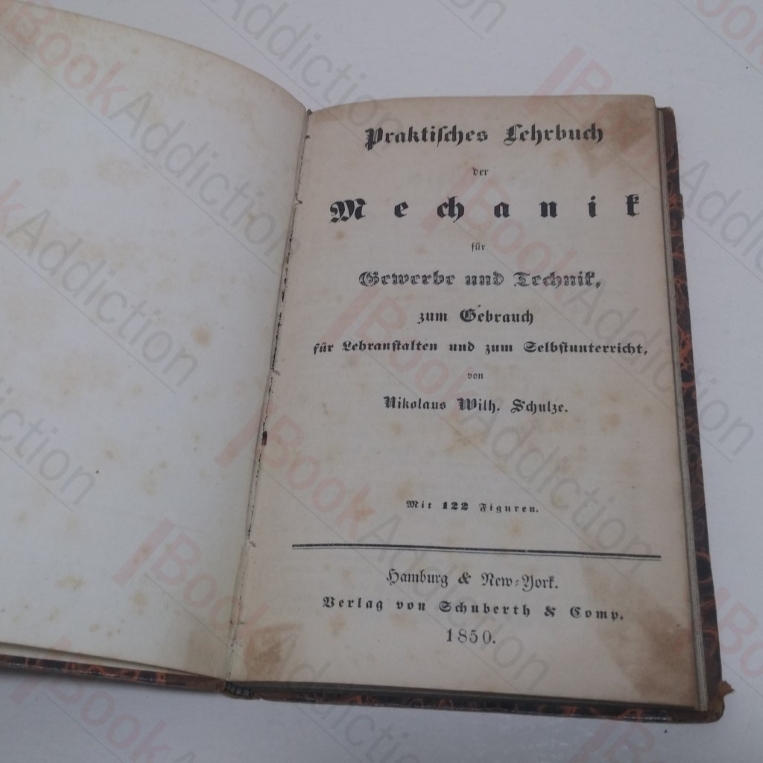 Praktisches Lehrbuch
der
Mechanik
für
Gewerbe und Technik,
zum Gebrauch
für Lehranstalten und zum Selbstunterricht,
von
Nikolaus Wilh. Schulze.
Mit 122 Figuren.
Hamburg & New-York.
Verlag von Schuberth & Comp.
1850.
BookAddiction